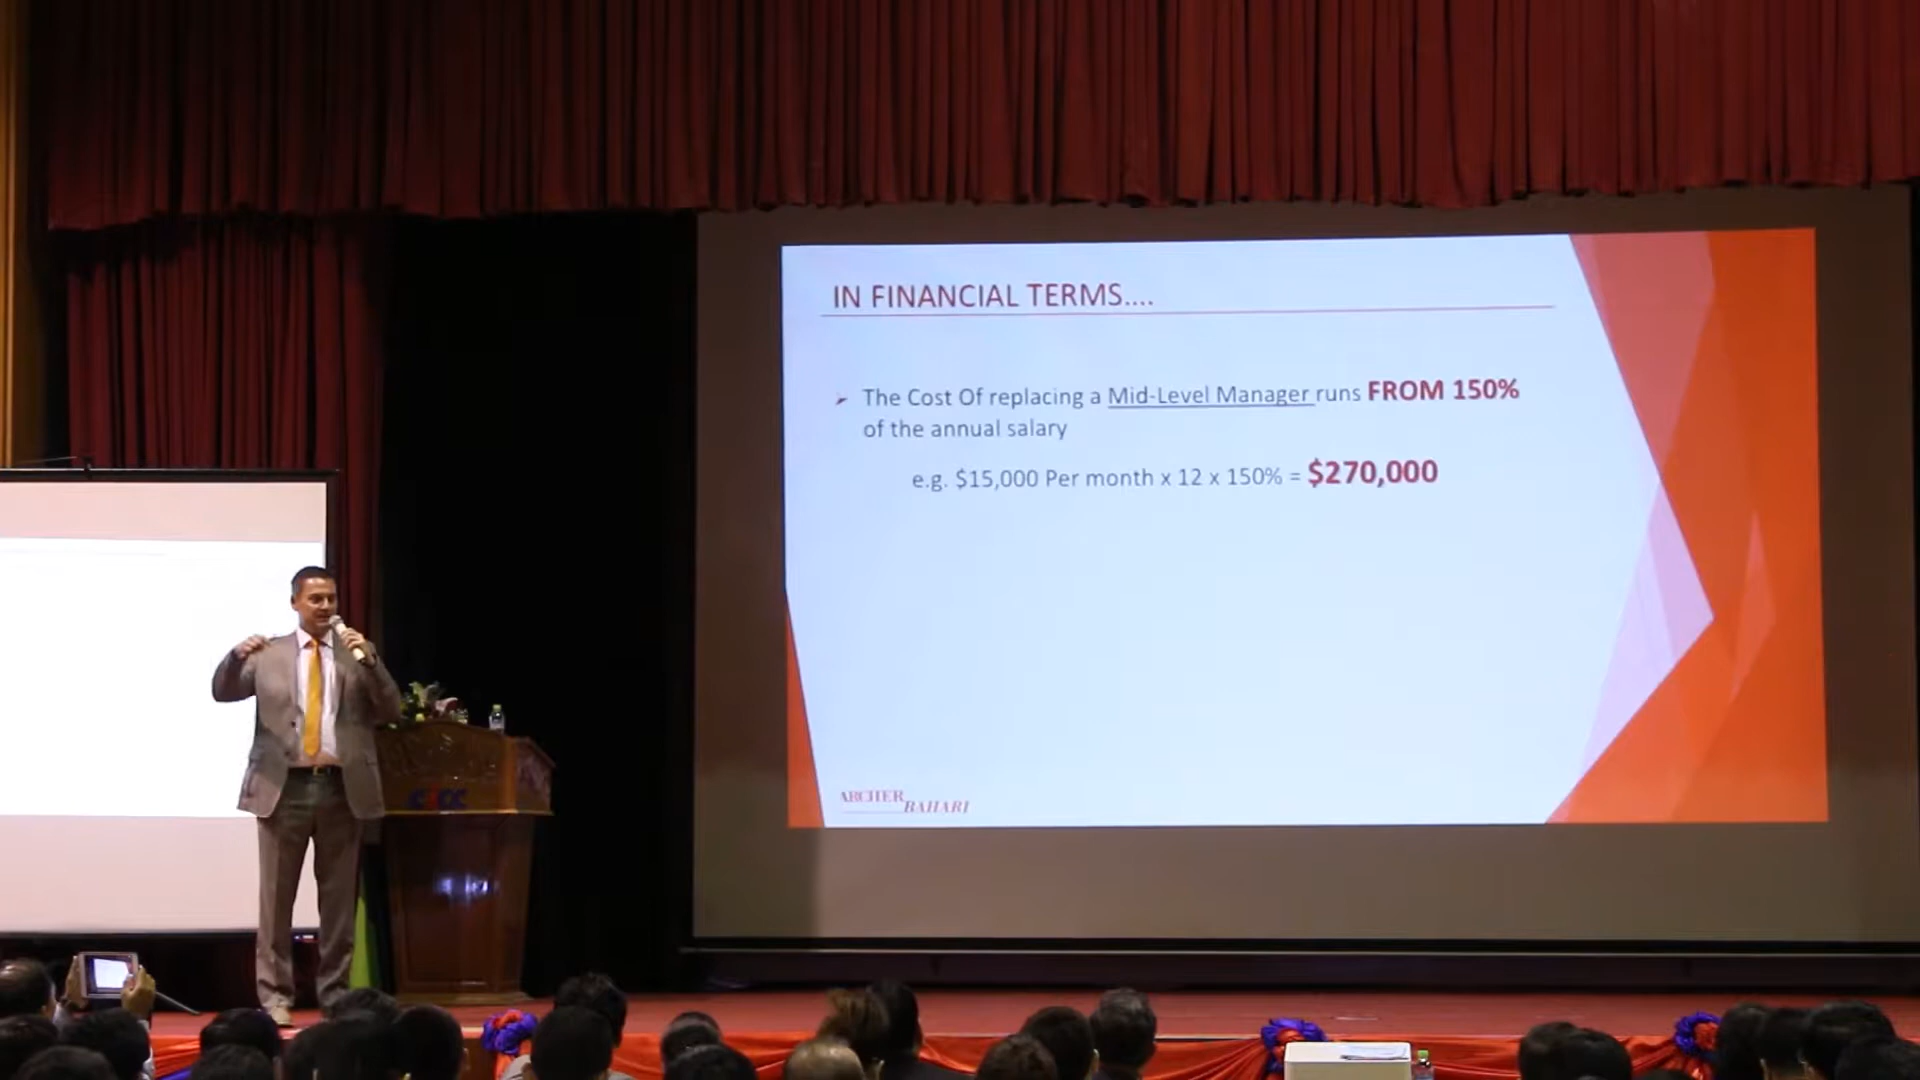 IN FINANCIAL TERMS....
The Cost Of replacing a Mid-Level Manager runs FROM 150%
of the annual salary
e.g. $15,000 Per month x 12 x 150% = $270,000
ARCHER
BAHARI